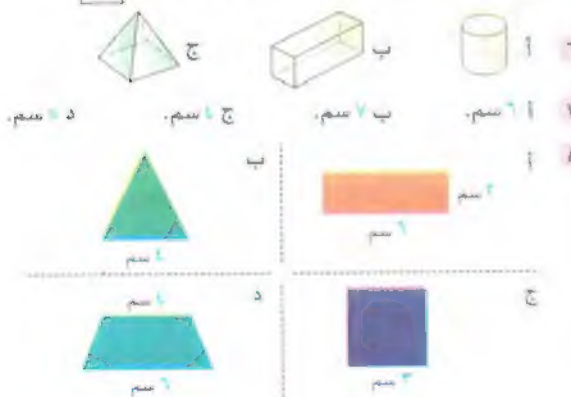 أ ب ج
٧ أ ٦ سم. ب ٧ سم. ج ٤ سم. د سم.
أ ب
٢ سم
٦ سم
٤ سم
ج د
٣ سم
٤ سم
٦ سم